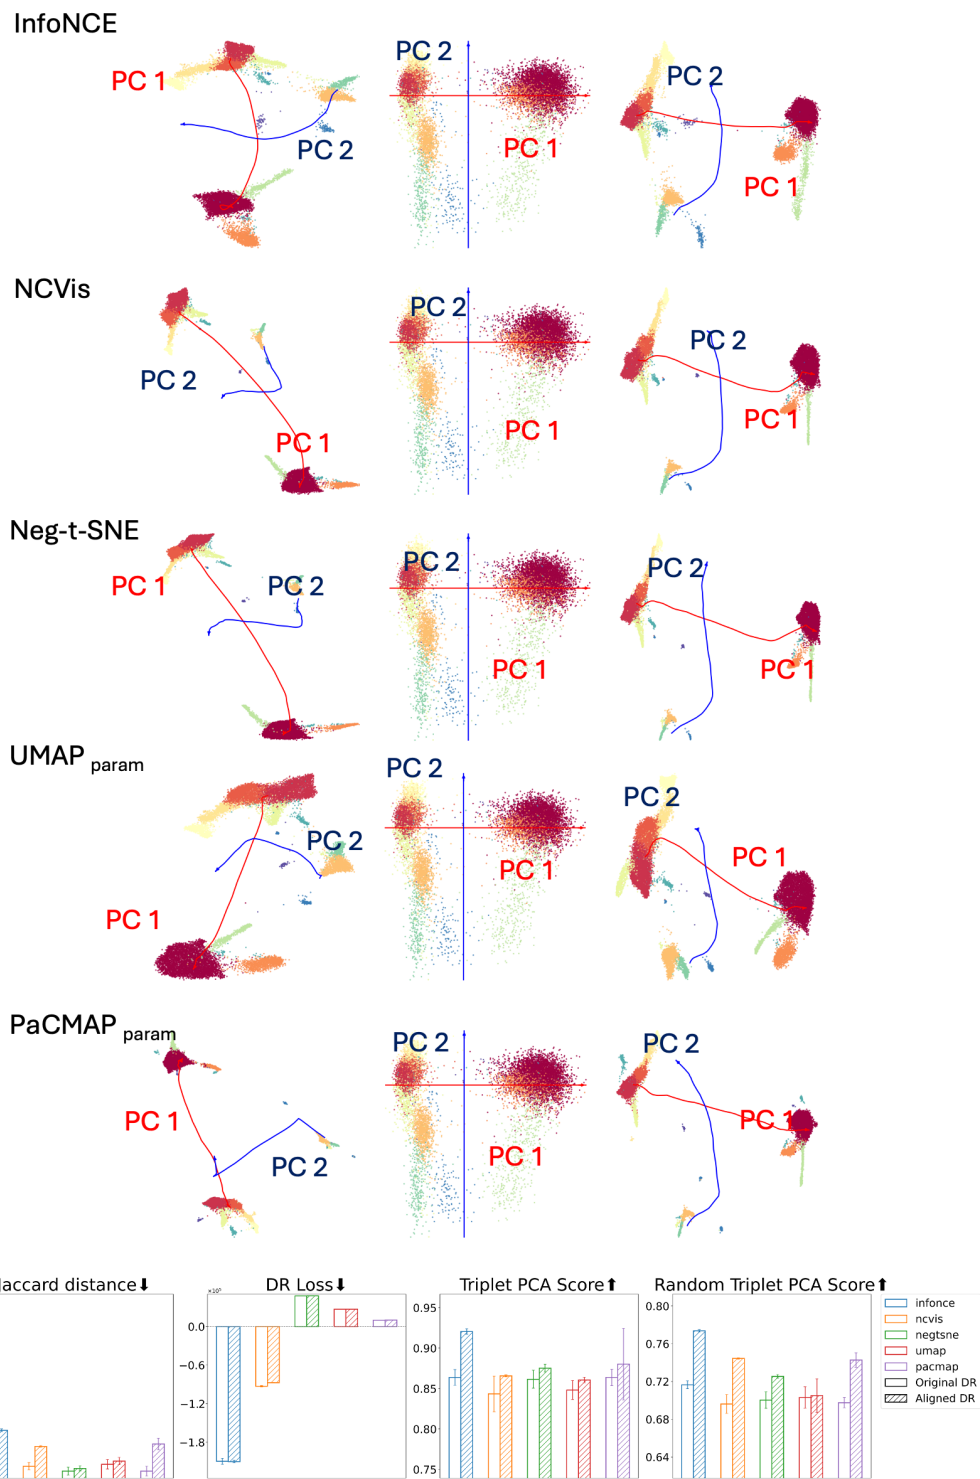 InfoNCE
PC 1
PC 2
PC 2
PC 1
PC 2
PC 1
NCVis
PC 2
PC 1
PC 2
PC 1
PC 2
PC 1
Neg-t-SNE
PC 1
PC 2
PC 2
PC 1
PC 2
PC 1
UMAP param
PC 1
PC 2
PC 2
PC 1
PC 2
PC 1
PaCMAP param
PC 1
PC 2
PC 2
PC 1
PC 2
PC 1
accard distance⬇
DR Loss⬇
×10⁵
0.0
−0.6
−1.2
−1.8
Triplet PCA Score⬆
0.95
0.90
0.85
0.80
0.75
Random Triplet PCA Score⬆
0.80
0.76
0.72
0.68
0.64
infonce
ncvis
negtsne
umap
pacmap
Original DR
Aligned DR